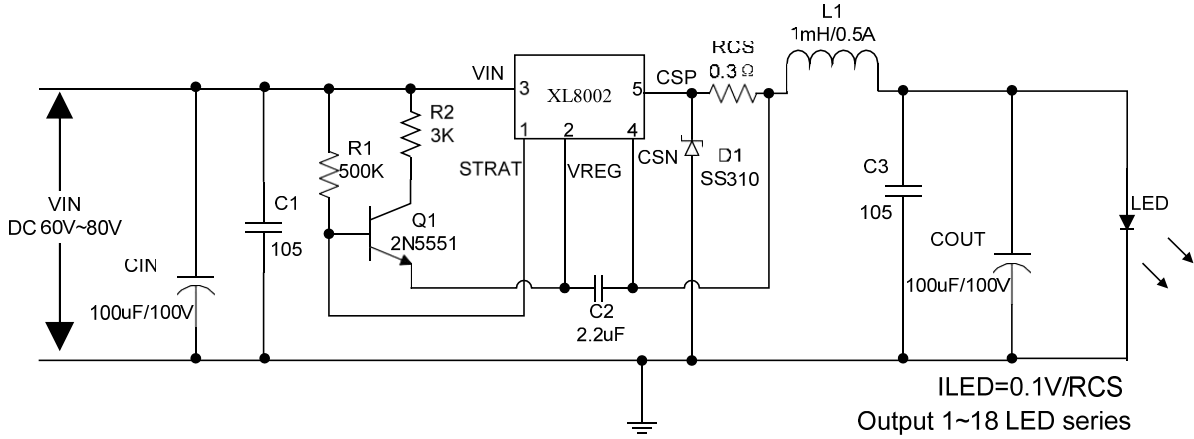 L1
1mH/0.5A
RCS
0.3 Ω
VIN
CSP
3
5
XL8002
1
2
4
R2
3K
R1
500K
STRAT
VREG
CSN
D1
SS310
C3
105
VIN
DC 60V~80V
C1
105
Q1
2N5551
LED
COUT
CIN
100uF/100V
100uF/100V
C2
2.2uF
ILED=0.1V/RCS
Output 1~18 LED series